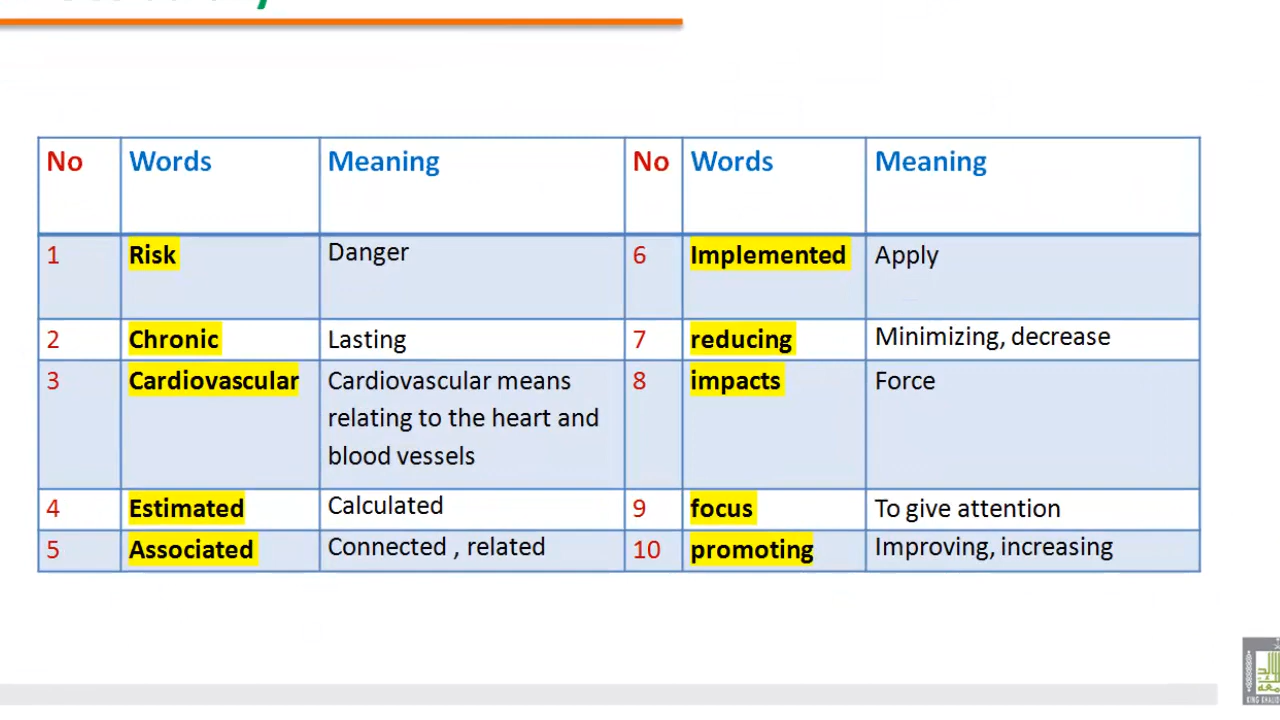 No Words Meaning No Words Meaning
1 Risk Danger 6 Implemented Apply
2 Chronic Lasting 7 reducing Minimizing, decrease
3 Cardiovascular Cardiovascular means 8 impacts Force
relating to the heart and
blood vessels
4 Estimated Calculated 9 focus To give attention
5 Associated Connected , related 10 promoting Improving, increasing